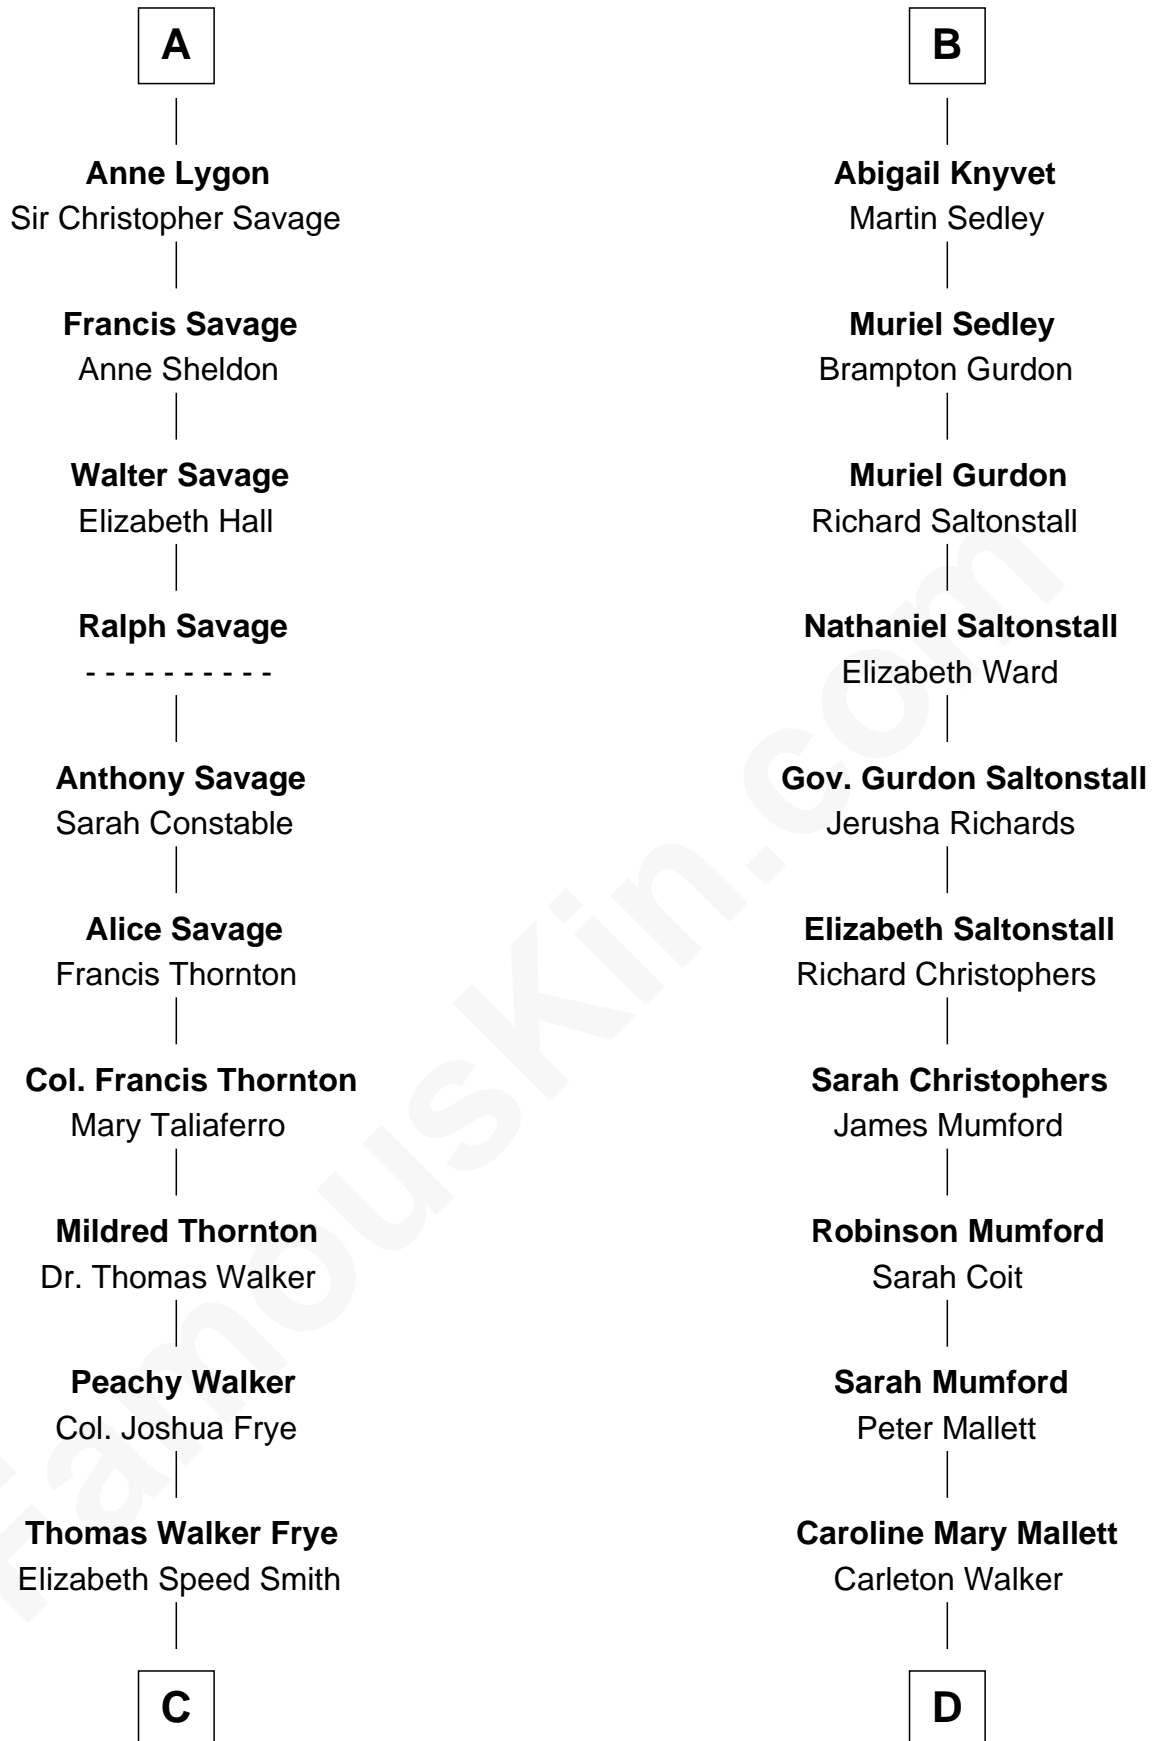 A
Anne Lygon
Sir Christopher Savage
Francis Savage
Anne Sheldon
Walter Savage
Elizabeth Hall
Ralph Savage
- - - - - - - - - -
Anthony Savage
Sarah Constable
Alice Savage
Francis Thornton
Col. Francis Thornton
Mary Taliaferro
Mildred Thornton
Dr. Thomas Walker
Peachy Walker
Col. Joshua Frye
Thomas Walker Frye
Elizabeth Speed Smith
C
B
Abigail Knyvet
Martin Sedley
Muriel Sedley
Brampton Gurdon
Muriel Gurdon
Richard Saltonstall
Nathaniel Saltonstall
Elizabeth Ward
Gov. Gurdon Saltonstall
Jerusha Richards
Elizabeth Saltonstall
Richard Christophers
Sarah Christophers
James Mumford
Robinson Mumford
Sarah Coit
Sarah Mumford
Peter Mallett
Caroline Mary Mallett
Carleton Walker
D
FamousKin.com